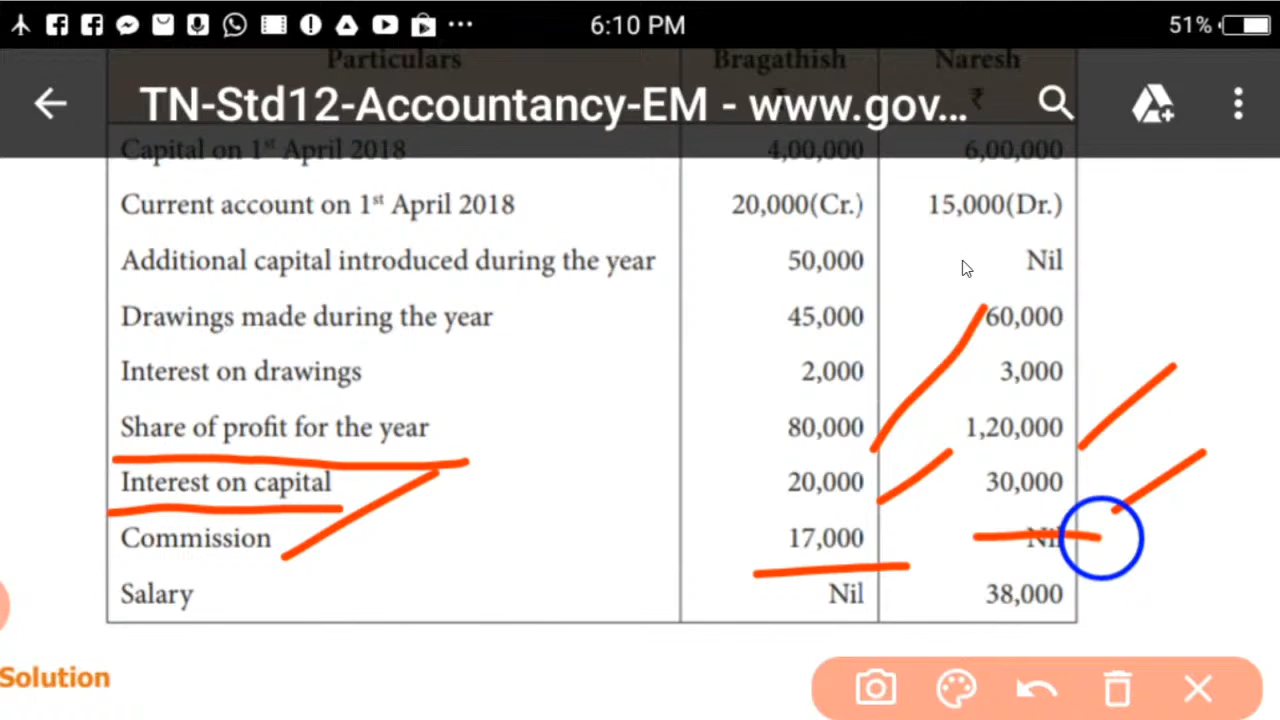 6:10 PM
51%
Particulars Bragathish Naresh
₹
TN-Std12-Accountancy-EM - www.gov...
Capital on 1st April 2018 4,00,000 6,00,000
Current account on 1st April 2018 20,000(Cr.) 15,000(Dr.)
Additional capital introduced during the year 50,000 Nil
Drawings made during the year 45,000 60,000
Interest on drawings 2,000 3,000
Share of profit for the year 80,000 1,20,000
Interest on capital 20,000 30,000
Commission 17,000 Nil
Salary Nil 38,000
Solution